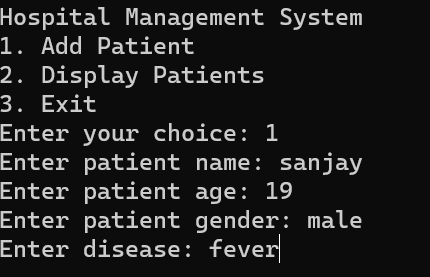 Hospital Management System
1. Add Patient
2. Display Patients
3. Exit
Enter your choice: 1
Enter patient name: sanjay
Enter patient age: 19
Enter patient gender: male
Enter disease: fever